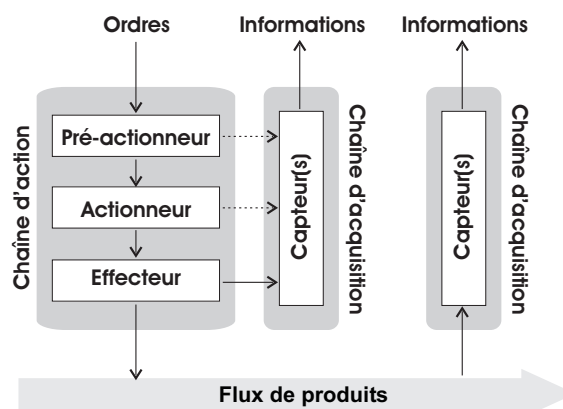 Ordres
Informations
Informations
Chaîne d'action
Pré-actionneur
Actionneur
Effecteur
Capteur(s)
Chaîne d'acquisition
Capteur(s)
Chaîne d'acquisition
Flux de produits